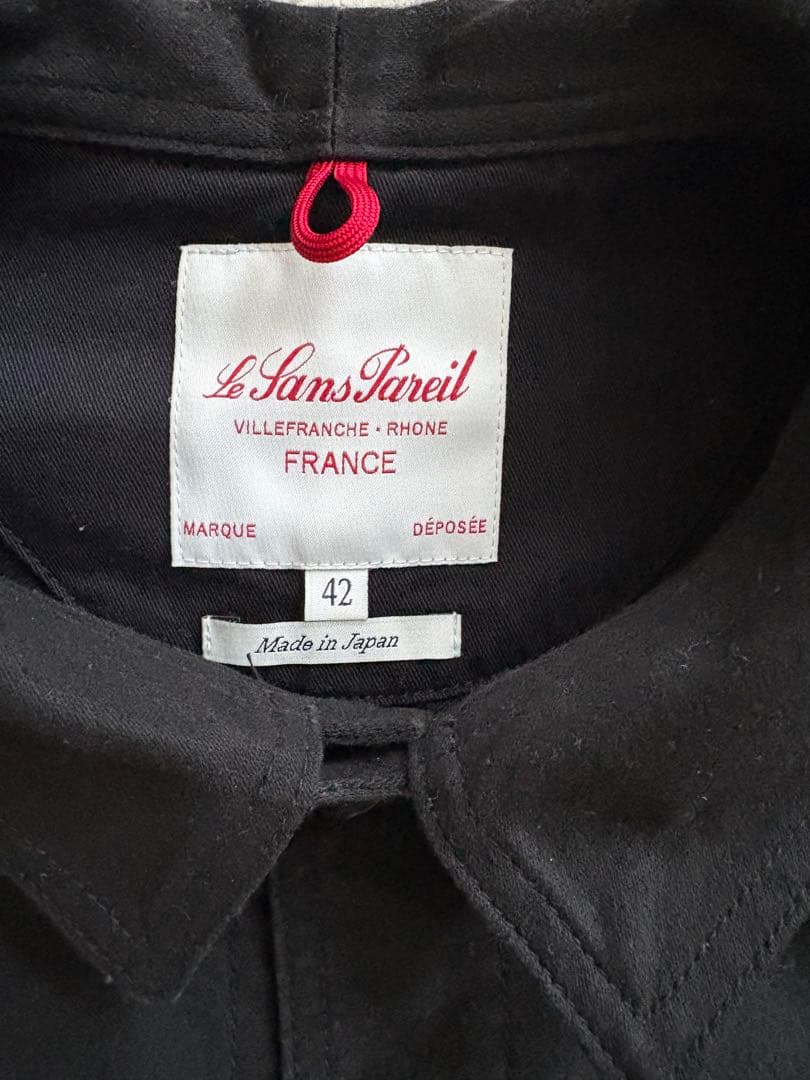 Le Sans Pareil
VILLEFRANCHE • RHONE
FRANCE
MARQUE DÉPOSÉE
42
Made in Japan